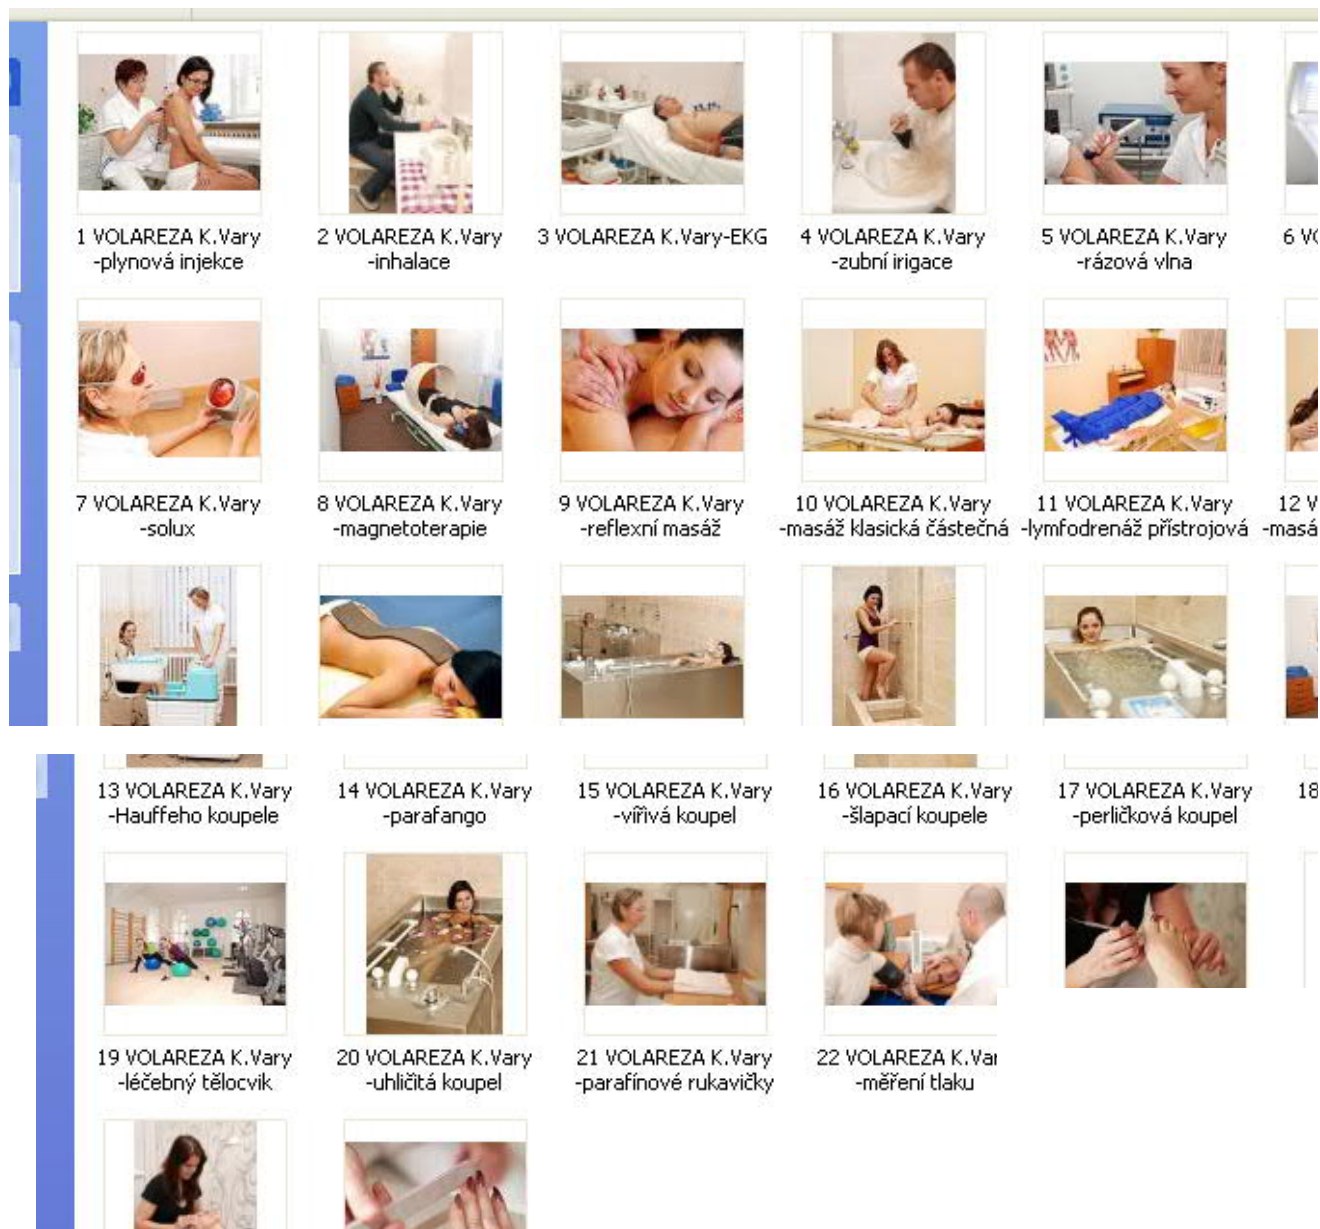 1 VOLAREZA K.Vary
-plynová injekce
2 VOLAREZA K.Vary
-inhalace
3 VOLAREZA K.Vary-EKG
4 VOLAREZA K.Vary
-zubní irigace
5 VOLAREZA K.Vary
-rázová vlna
6
7 VOLAREZA K.Vary
-solux
8 VOLAREZA K.Vary
-magnetoterapie
9 VOLAREZA K.Vary
-reflexní masáž
10 VOLAREZA K.Vary
-masáž klasická částečná
11 VOLAREZA K.Vary
-lymfodrenáž přístrojová
12
13 VOLAREZA K.Vary
-Hauffeho koupele
14 VOLAREZA K.Vary
-parafango
15 VOLAREZA K.Vary
-vířivá koupel
16 VOLAREZA K.Vary
-šlapací koupele
17 VOLAREZA K.Vary
-perličková koupel
18
19 VOLAREZA K.Vary
-léčebný tělocvik
20 VOLAREZA K.Vary
-uhličitá koupel
21 VOLAREZA K.Vary
-parafínové rukavičky
22 VOLAREZA K.Var
-měření tlaku